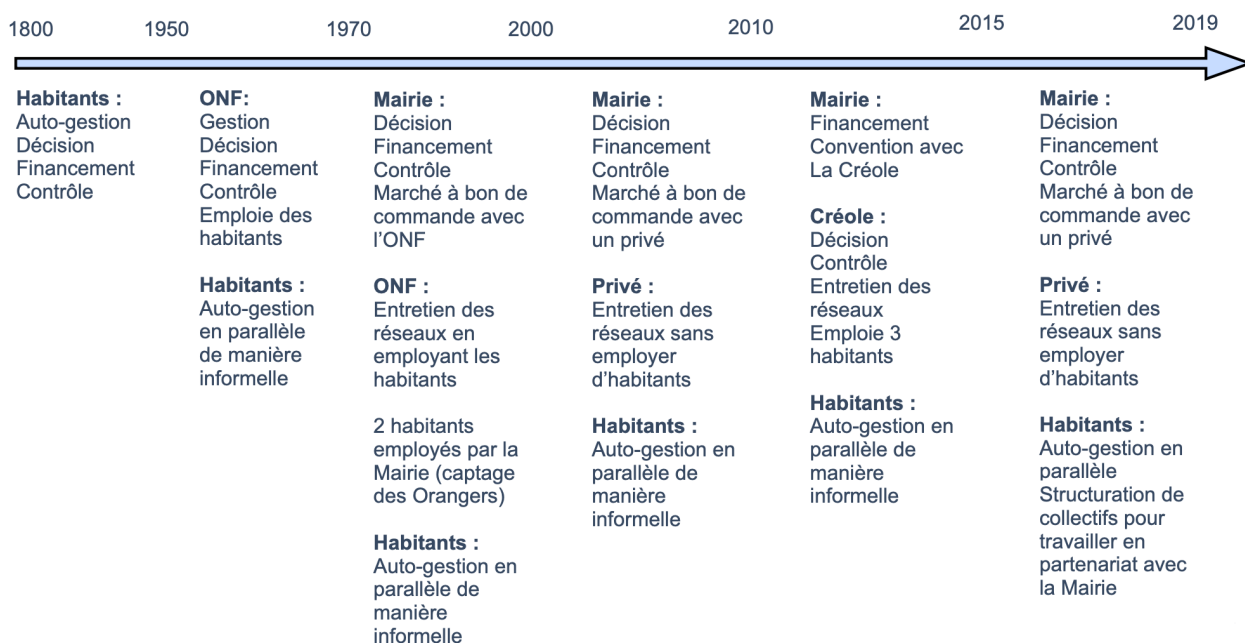 1800
1950
1970
2000
2010
2015
2019
Habitants :
Auto-gestion
Décision
Financement
Contrôle
ONF:
Gestion
Décision
Financement
Contrôle
Emploie des
habitants
Habitants :
Auto-gestion
en parallèle
de manière
informelle
Mairie :
Décision
Financement
Contrôle
Marché à bon de
commande avec
l’ONF
ONF :
Entretien des
réseaux en
employant les
habitants
2 habitants
employés par la
Mairie (captage
des Orangers)
Habitants :
Auto-gestion en
parallèle de
manière
informelle
Mairie :
Décision
Financement
Contrôle
Marché à bon de
commande avec
un privé
Privé :
Entretien des
réseaux sans
employer
d’habitants
Habitants :
Auto-gestion en
parallèle de
manière
informelle
Mairie :
Financement
Convention avec
La Créole
Créole :
Décision
Contrôle
Entretien des
réseaux
Emploie 3
habitants
Habitants :
Auto-gestion en
parallèle de
manière
informelle
Mairie :
Décision
Financement
Contrôle
Marché à bon de
commande avec
un privé
Privé :
Entretien des
réseaux sans
employer
d’habitants
Habitants :
Auto-gestion en
parallèle
Structuration de
collectifs pour
travailler en
partenariat avec
la Mairie